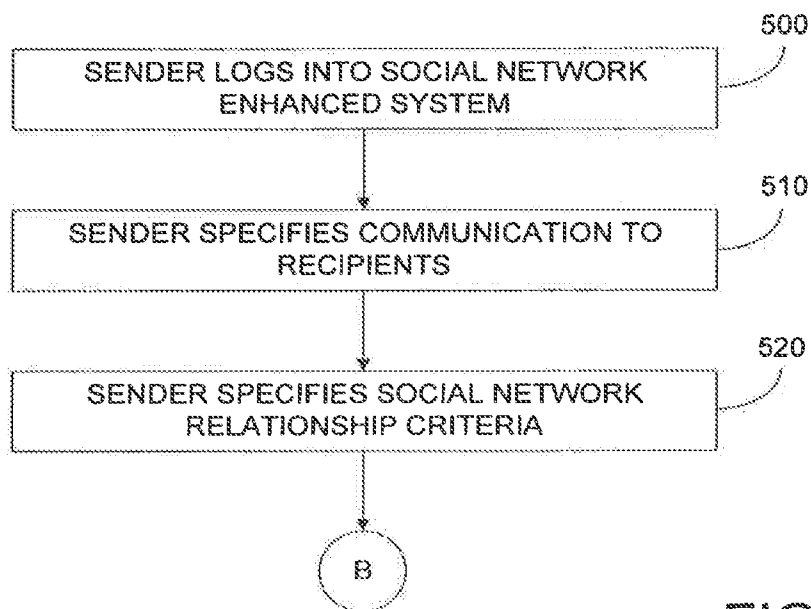 500
SENDER LOGS INTO SOCIAL NETWORK
ENHANCED SYSTEM
510
SENDER SPECIFIES COMMUNICATION TO
RECIPIENTS
520
SENDER SPECIFIES SOCIAL NETWORK
RELATIONSHIP CRITERIA
B